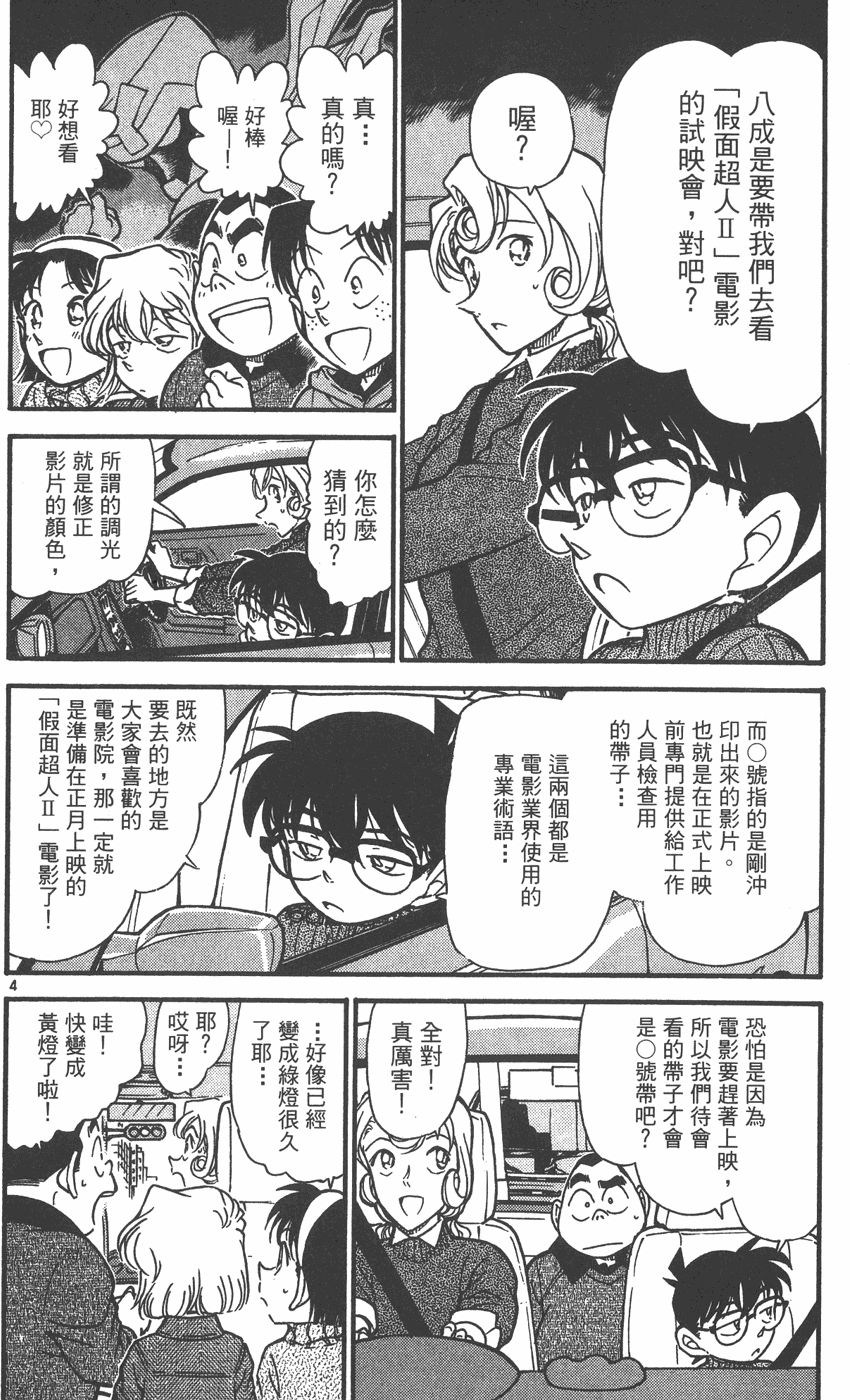 八成是要帶我們去看
「假面超人Ⅱ」電影
的試映會，對吧？
喔？
真…
真的嗎？
好棒
喔—！
好想看
耶♡
你怎麼
猜到的？
所謂的調光
就是修正
影片的顏色，
而○號指的是剛沖
印出來的影片。
也就是在正式上映
前專門提供給工作
人員檢查用
的帶子…
這兩個都是
電影業界使用的
專業術語…
既然
要去的地方是
大家會喜歡的
電影院，那一定就
是準備在正月上映的
「假面超人Ⅱ」電影了！
4
恐怕是因為
電影要趕著上映，
所以我們待會
看的帶子才會
是○號帶吧？
全對！
真厲害！
…好像已經
變成綠燈很久
了耶…
耶？
哎呀…
哇！
快變成
黃燈了啦！